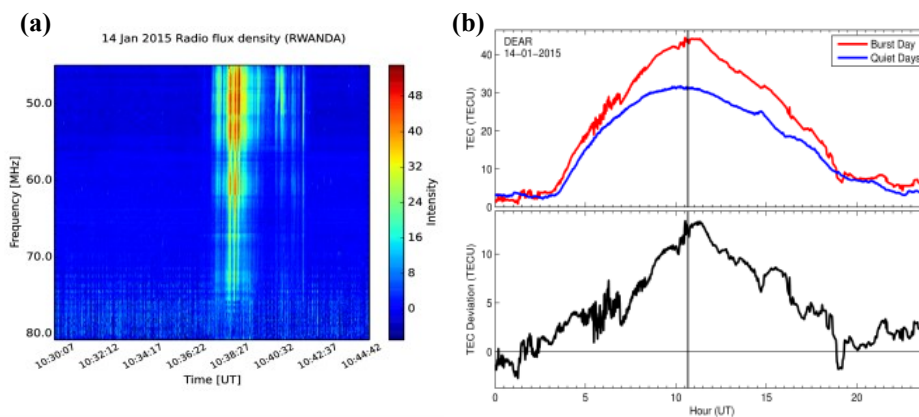 (a)
14 Jan 2015 Radio flux density (RWANDA)
Frequency [MHz]
50.0
60.0
70.0
80.0
10:30:07
10:32:12
10:34:17
10:36:22
10:38:27
10:40:32
10:42:37
10:44:42
Time [UT]
48
40
32
24
16
8
0
Intensity
(b)
DEAR
14-01-2015
Burst Day
Quiet Days
TEC (TECU)
40
20
0
TEC Deviation (TECU)
10
5
0
0 5 10 15 20
Hour (UT)